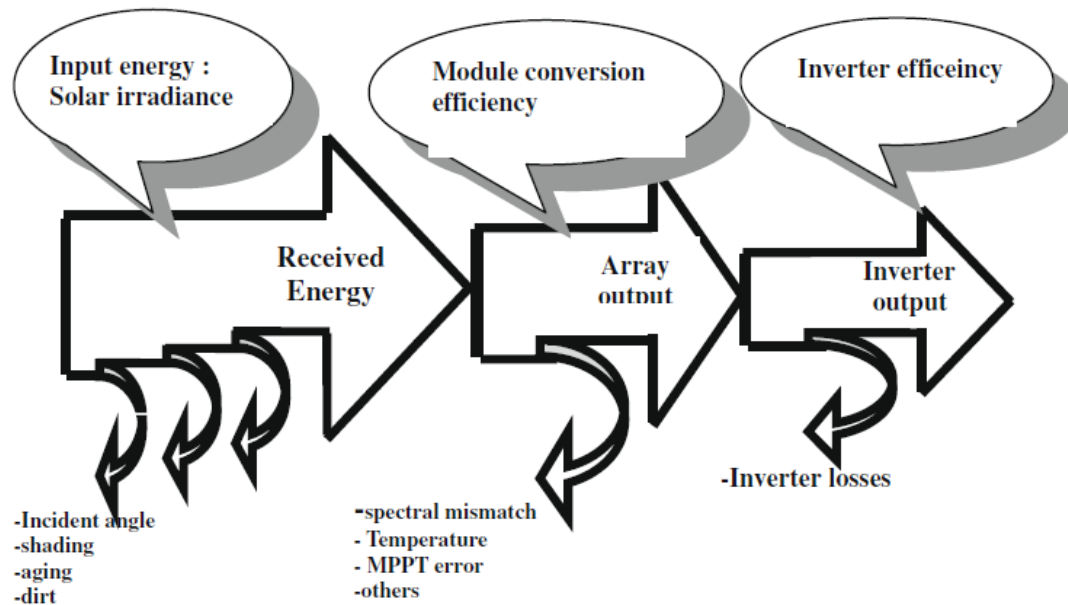 Input energy :
Solar irradiance
Module conversion
efficiency
Inverter efficeincy
Received
Energy
Array
output
Inverter
output
-Incident angle
-shading
-aging
-dirt
-spectral mismatch
- Temperature
- MPPT error
-others
-Inverter losses